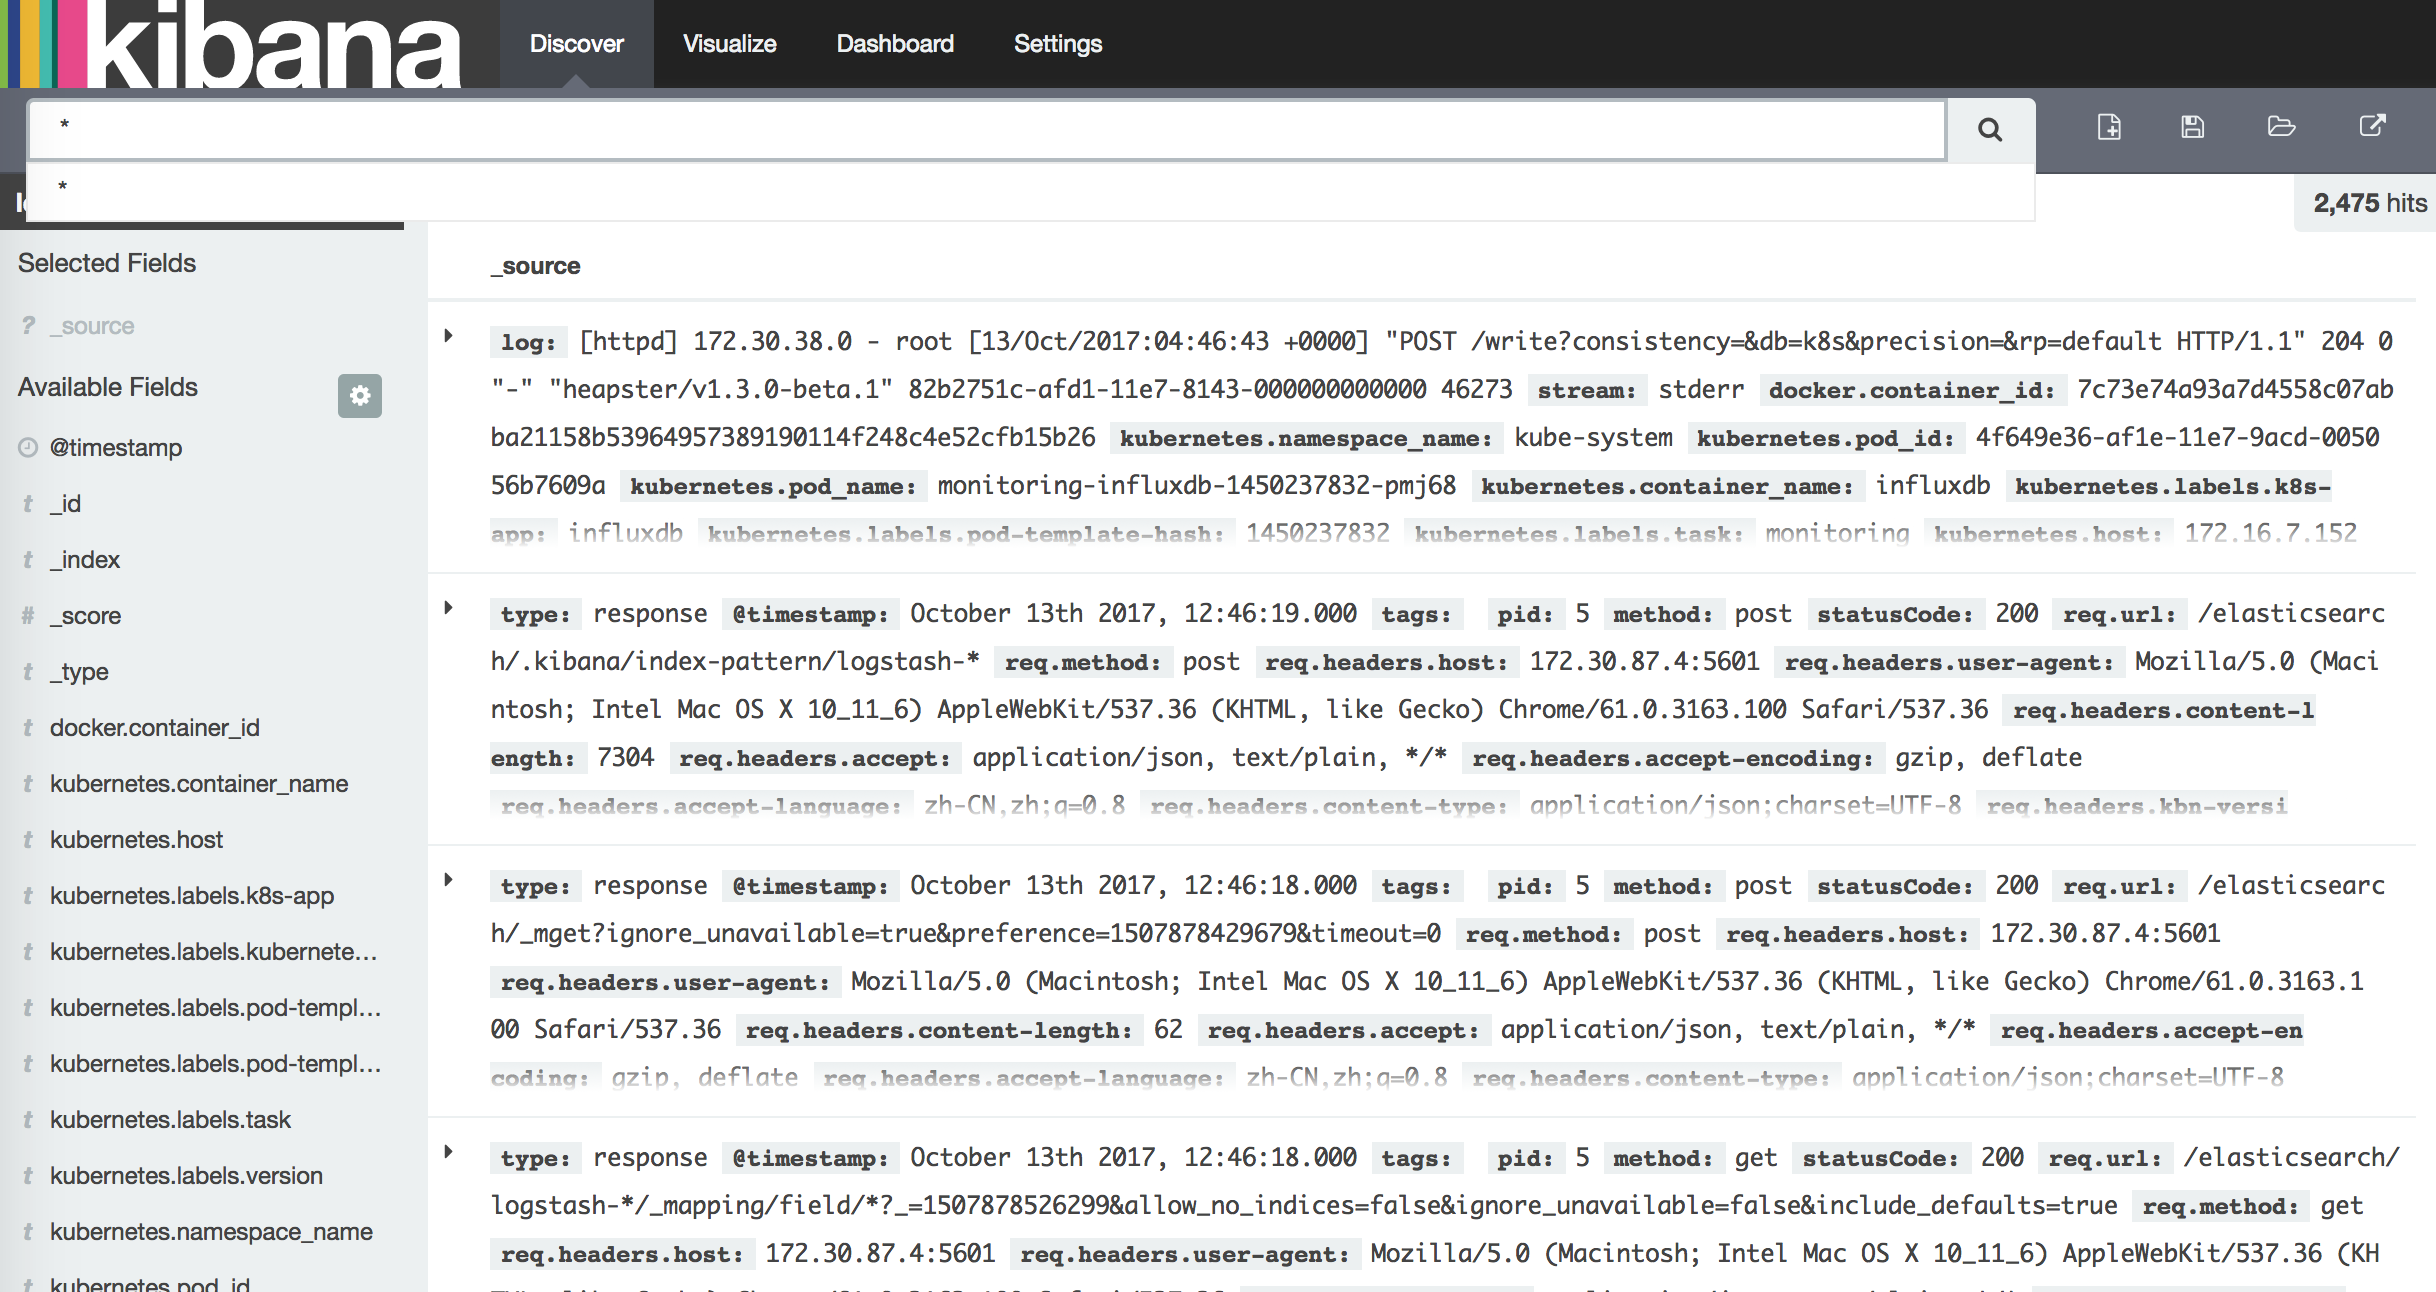 kibana
Discover Visualize Dashboard Settings
*
*
2,475 hits
Selected Fields
? _source
Available Fields
@timestamp
t _id
t _index
# _score
t _type
t docker.container_id
t kubernetes.container_name
t kubernetes.host
t kubernetes.labels.k8s-app
t kubernetes.labels.kubernete...
t kubernetes.labels.pod-templ...
t kubernetes.labels.pod-templ...
t kubernetes.labels.task
t kubernetes.labels.version
t kubernetes.namespace_name
t kubernetes.pod_id
_source
log: [httpd] 172.30.38.0 - root [13/Oct/2017:04:46:43 +0000] "POST /write?consistency=&db=k8s&precision=&rp=default HTTP/1.1" 204 0
"-" "heapster/v1.3.0-beta.1" 82b2751c-afd1-11e7-8143-000000000000 46273 stream: stderr docker.container_id: 7c73e74a93a7d4558c07ab
ba21158b53964957389190114f248c4e52cfb15b26 kubernetes.namespace_name: kube-system kubernetes.pod_id: 4f649e36-af1e-11e7-9acd-0050
56b7609a kubernetes.pod_name: monitoring-influxdb-1450237832-pmj68 kubernetes.container_name: influxdb kubernetes.labels.k8s-
app: influxdb kubernetes.labels.pod-template-hash: 1450237832 kubernetes.labels.task: monitoring kubernetes.host: 172.16.7.152
type: response @timestamp: October 13th 2017, 12:46:19.000 tags: pid: 5 method: post statusCode: 200 req.url: /elasticsearc
h/.kibana/index-pattern/logstash-* req.method: post req.headers.host: 172.30.87.4:5601 req.headers.user-agent: Mozilla/5.0 (Maci
ntosh; Intel Mac OS X 10_11_6) AppleWebKit/537.36 (KHTML, like Gecko) Chrome/61.0.3163.100 Safari/537.36 req.headers.content-l
ength: 7304 req.headers.accept: application/json, text/plain, */* req.headers.accept-encoding: gzip, deflate
req.headers.accept-language: zh-CN,zh;q=0.8 req.headers.content-type: application/json;charset=UTF-8 req.headers.kbn-versi
type: response @timestamp: October 13th 2017, 12:46:18.000 tags: pid: 5 method: post statusCode: 200 req.url: /elasticsearc
h/_mget?ignore_unavailable=true&preference=1507878429679&timeout=0 req.method: post req.headers.host: 172.30.87.4:5601
req.headers.user-agent: Mozilla/5.0 (Macintosh; Intel Mac OS X 10_11_6) AppleWebKit/537.36 (KHTML, like Gecko) Chrome/61.0.3163.1
00 Safari/537.36 req.headers.content-length: 62 req.headers.accept: application/json, text/plain, */* req.headers.accept-en
coding: gzip, deflate req.headers.accept-language: zh-CN,zh;q=0.8 req.headers.content-type: application/json;charset=UTF-8
type: response @timestamp: October 13th 2017, 12:46:18.000 tags: pid: 5 method: get statusCode: 200 req.url: /elasticsearch/
logstash-*/_mapping/field/*?_=1507878526299&allow_no_indices=false&ignore_unavailable=false&include_defaults=true req.method: get
req.headers.host: 172.30.87.4:5601 req.headers.user-agent: Mozilla/5.0 (Macintosh; Intel Mac OS X 10_11_6) AppleWebKit/537.36 (KH